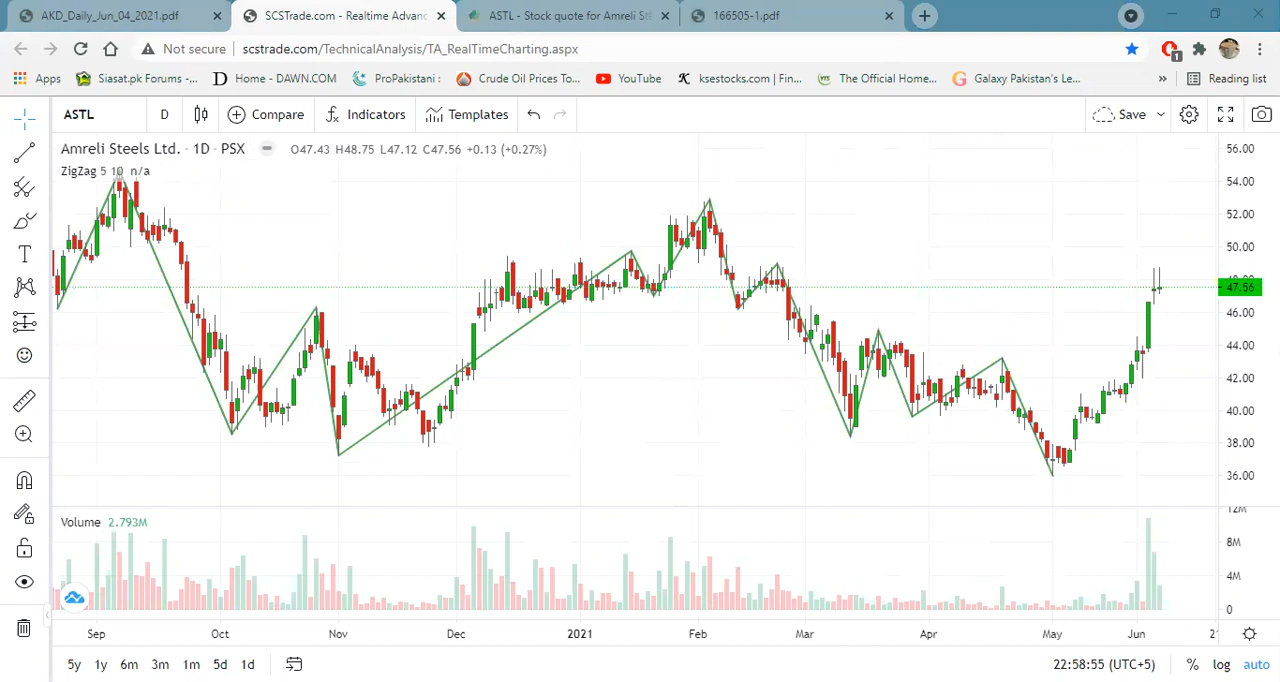 AKD_Daily_Jun_04_2021.pdf
SCSTrade.com - Realtime Advanc
ASTL - Stock quote for Amreli Ste
166505-1.pdf
Not secure
scstrade.com/TechnicalAnalysis/TA_RealTimeCharting.aspx
1
Apps
Siasat.pk Forums -...
Home - DAWN.COM
ProPakistani :
Crude Oil Prices To...
YouTube
ksestocks.com | Fin...
The Official Home...
Galaxy Pakistan's Le...
»
Reading list
ASTL
D
Compare
Indicators
Templates
Save
Amreli Steels Ltd. · 1D · PSX
O47.43 H48.75 L47.12 C47.56 +0.13 (+0.27%)
ZigZag 5 10 n/a
56.00
54.00
52.00
50.00
48.00
47.56
46.00
44.00
42.00
40.00
38.00
36.00
Volume 2.793M
12M
8M
4M
0
Sep
Oct
Nov
Dec
2021
Feb
Mar
Apr
May
Jun
5y 1y 6m 3m 1m 5d 1d
22:58:55 (UTC+5)
% log auto